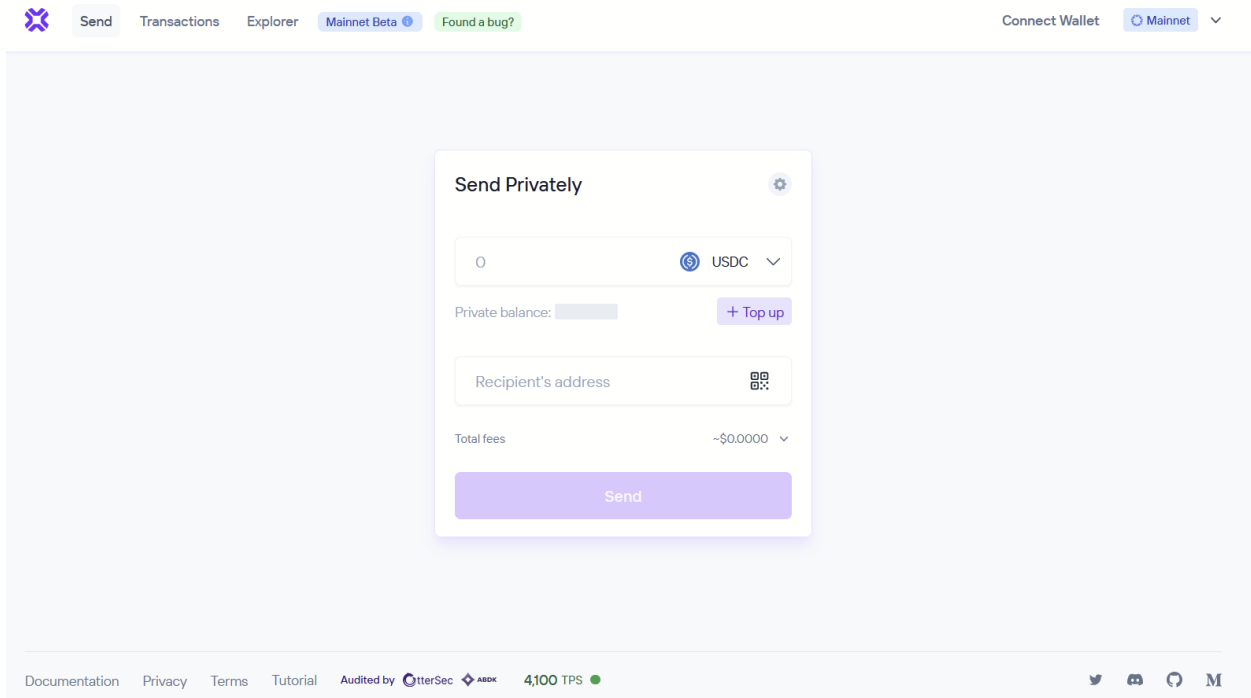 Send Transactions Explorer Mainnet Beta Found a bug? Connect Wallet Mainnet
Send Privately
0 USDC
Private balance: + Top up
Recipient's address
Total fees ~$0.0000
Send
Documentation Privacy Terms Tutorial Audited by OtterSec ABDK 4,100 TPS